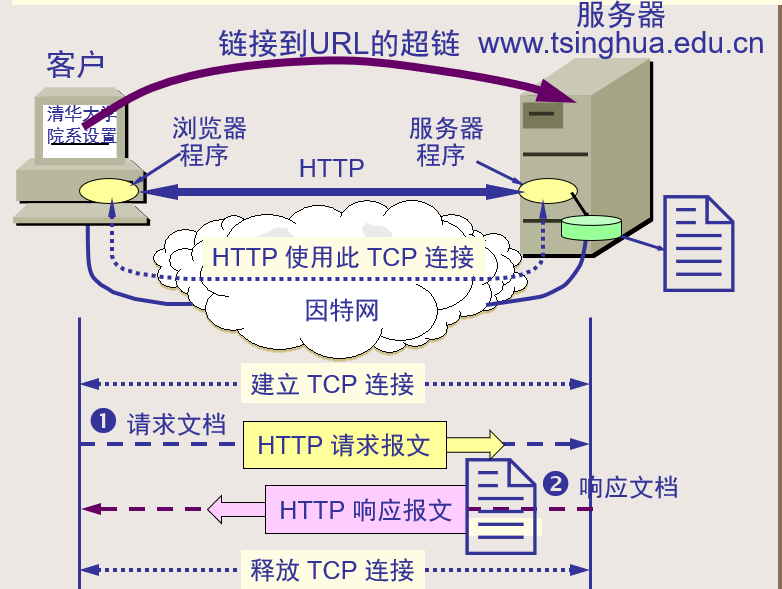 服务器
链接到URL的超链
www.tsinghua.edu.cn
客户
清华大学
院系设置
浏览器
程序
服务器
程序
HTTP
HTTP 使用此 TCP 连接
因特网
建立 TCP 连接
❶ 请求文档
HTTP 请求报文
❷ 响应文档
HTTP 响应报文
释放 TCP 连接